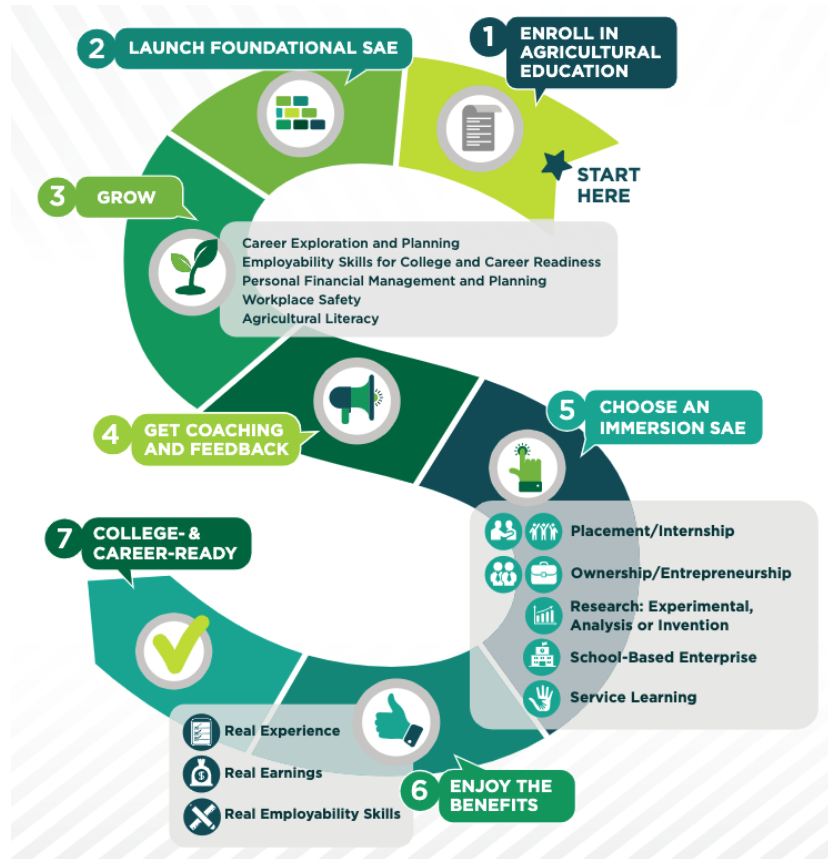 1
ENROLL IN
AGRICULTURAL
EDUCATION
START
HERE
2
LAUNCH FOUNDATIONAL SAE
3
GROW
Career Exploration and Planning
Employability Skills for College and Career Readiness
Personal Financial Management and Planning
Workplace Safety
Agricultural Literacy
4
GET COACHING
AND FEEDBACK
5
CHOOSE AN
IMMERSION SAE
Placement/Internship
Ownership/Entrepreneurship
Research: Experimental,
Analysis or Invention
School-Based Enterprise
Service Learning
6
ENJOY THE
BENEFITS
Real Experience
$
Real Earnings
Real Employability Skills
7
COLLEGE- &
CAREER-READY